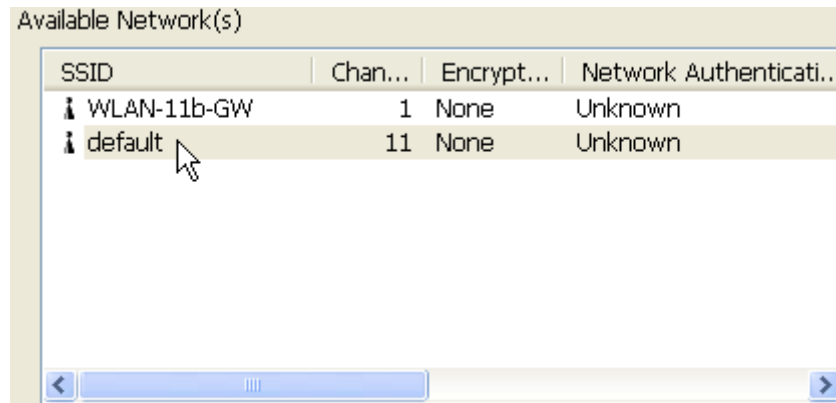 Available Network(s)
SSID Chan... Encrypt... Network Authenticati...
WLAN-11b-GW 1 None Unknown
default 11 None Unknown